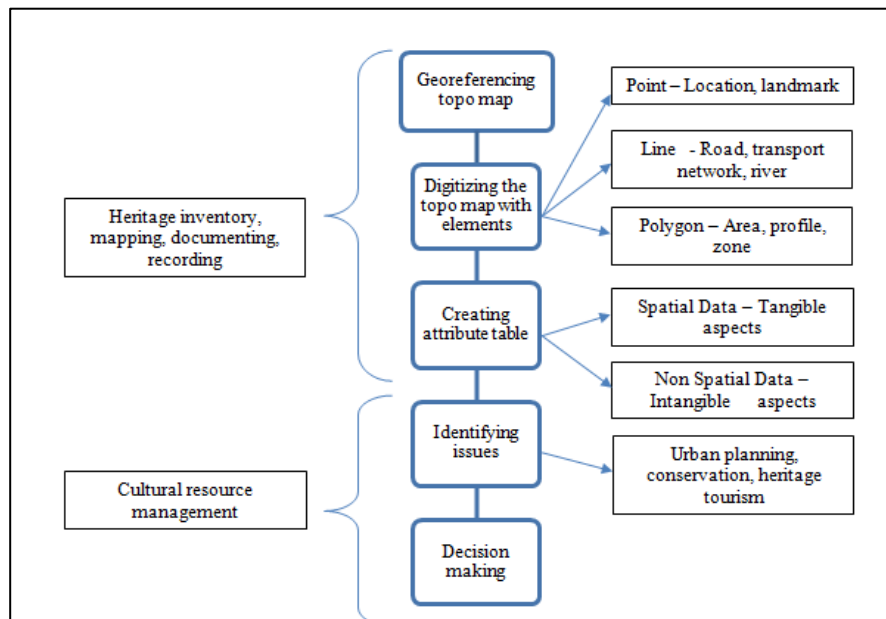 Georeferencing
topo map
Point – Location, landmark
Line - Road, transport
network, river
Digitizing the
topo map with
elements
Polygon – Area, profile,
zone
Heritage inventory,
mapping, documenting,
recording
Creating
attribute table
Spatial Data – Tangible
aspects
Non Spatial Data –
Intangible aspects
Identifying
issues
Urban planning,
conservation, heritage
tourism
Cultural resource
management
Decision
making